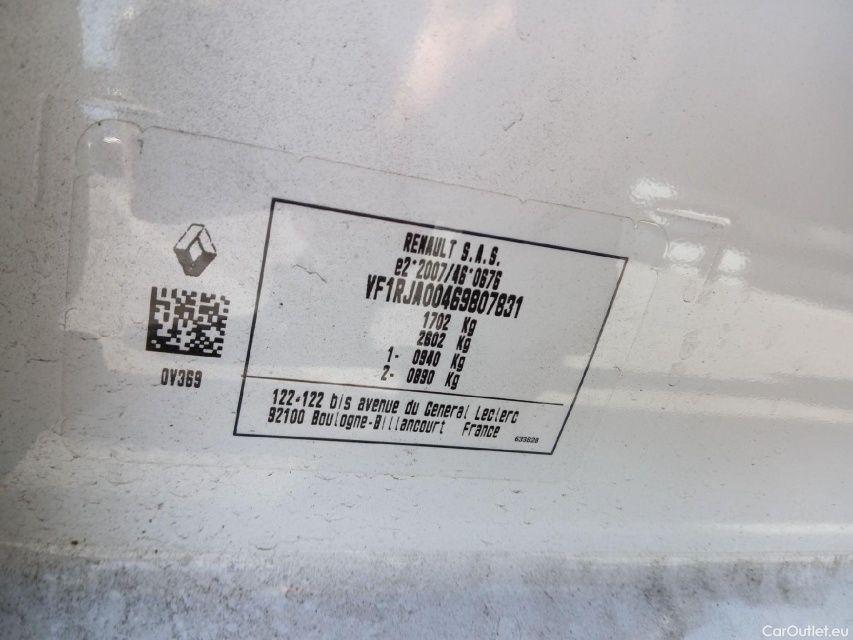 RENAULT S.A.S.
e2*2007/46*0676
VF1RJA00469807831
1702 Kg
2602 Kg
1- 0940 Kg
2- 0890 Kg
0V369
122-122 bis avenue du General Leclerc
92100 Boulogne-Billancourt France
633828
CarOutlet.eu